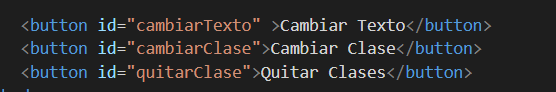 <button id="cambiarTexto" >Cambiar Texto</button>
<button id="cambiarClase">Cambiar Clase</button>
<button id="quitarClase">Quitar Clases</button>